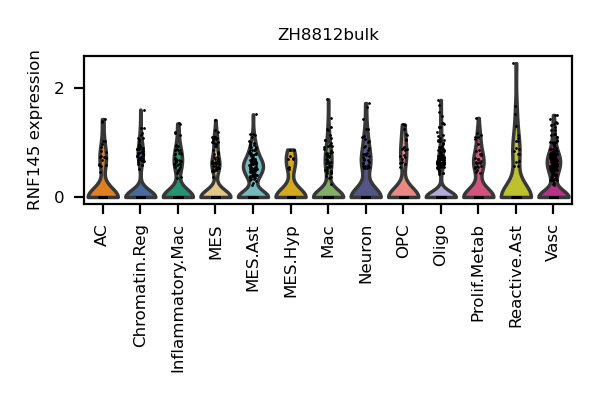 ZH8812bulk
RNF145 expression
2
0
AC
Chromatin.Reg
Inflammatory.Mac
MES
MES.Ast
MES.Hyp
Mac
Neuron
OPC
Oligo
Prolif.Metab
Reactive.Ast
Vasc